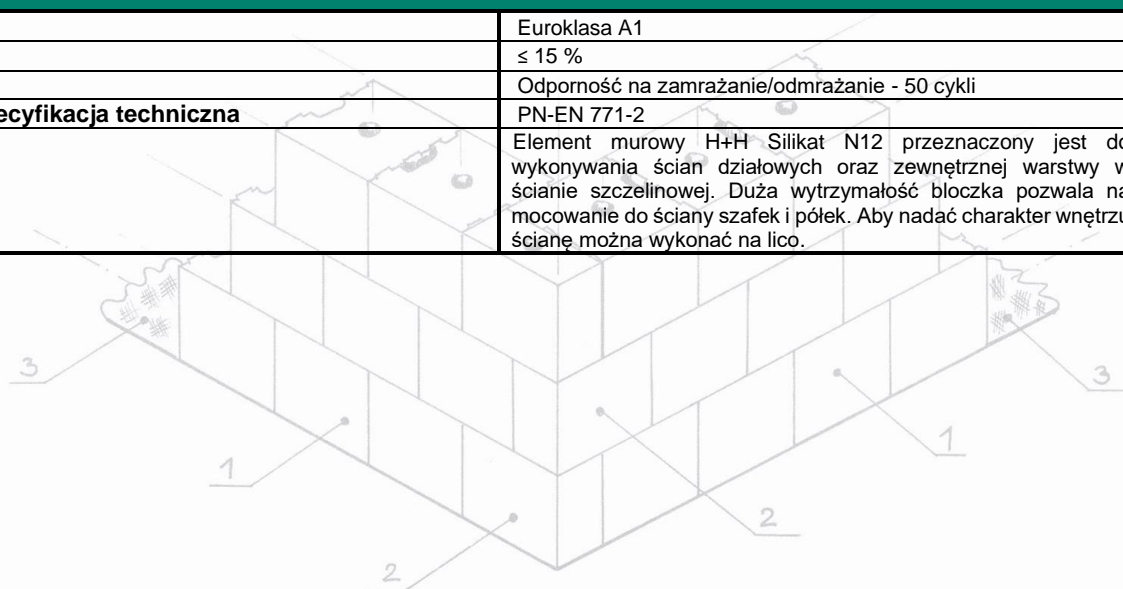 Euroklasa A1
≤ 15 %
Odporność na zamrażanie/odmrażanie - 50 cykli
ecyfikacja techniczna PN-EN 771-2
Element murowy H+H Silikat N12 przeznaczony jest do
wykonywania ścian działowych oraz zewnętrznej warstwy w
ścianie szczelinowej. Duża wytrzymałość bloczka pozwala na
mocowanie do ściany szafek i półek. Aby nadać charakter wnętrzu
ścianę można wykonać na lico.
3
3
1
1
2
2